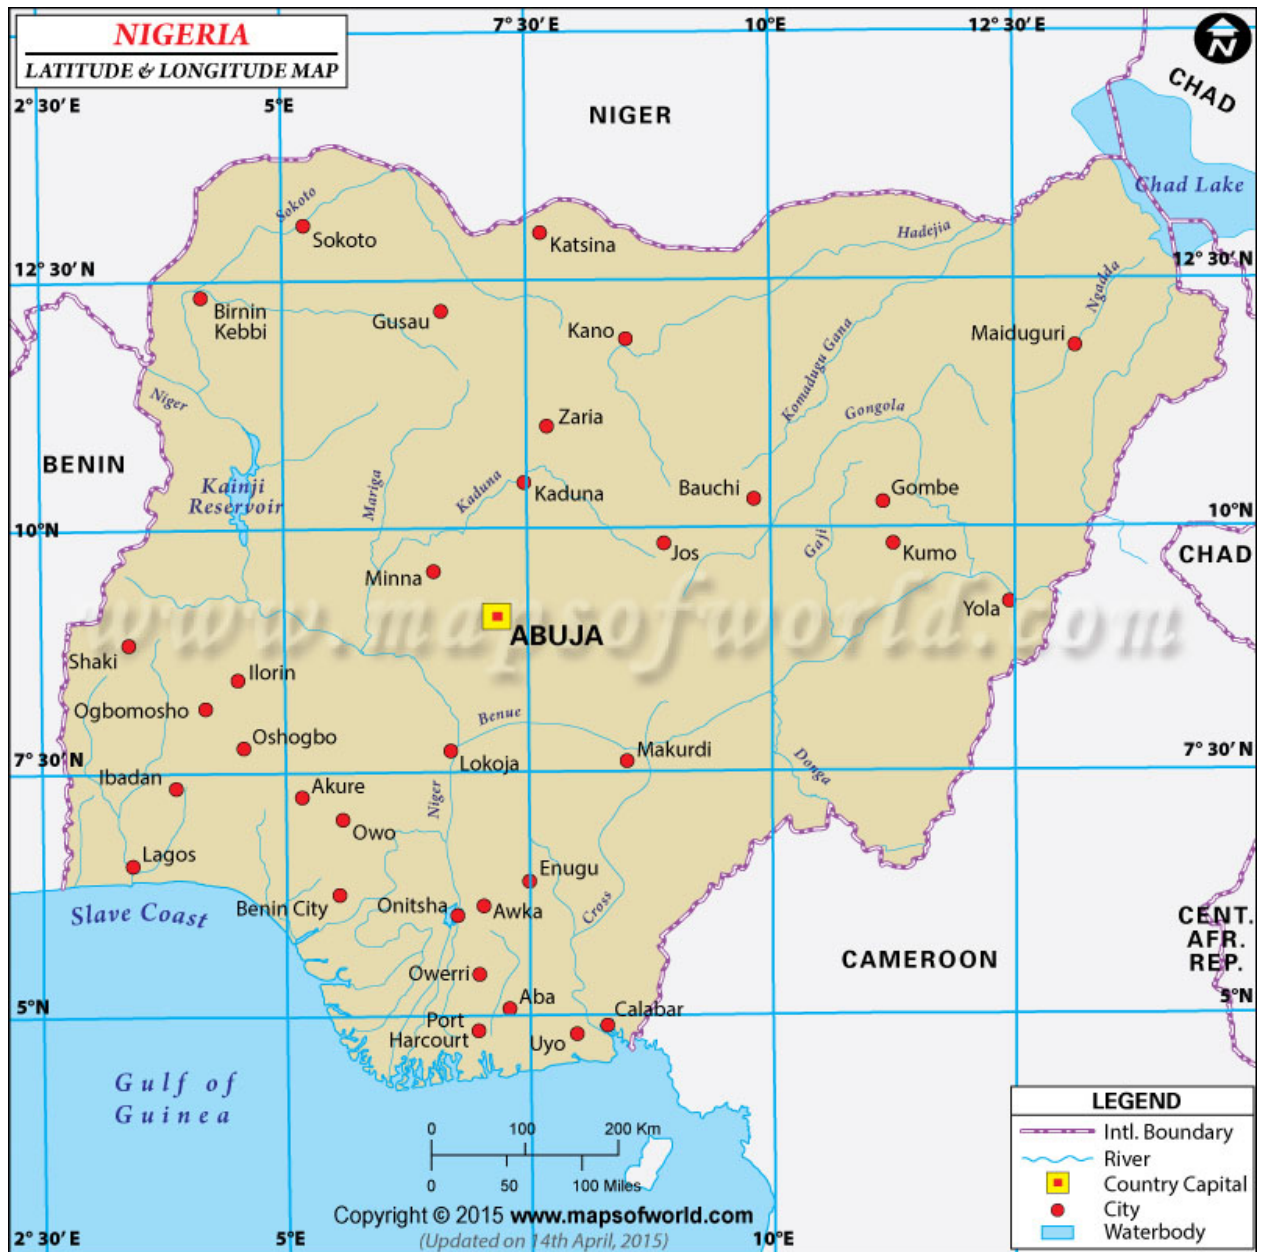 NIGERIA
LATITUDE & LONGITUDE MAP
7° 30' E
10°E
12° 30' E
2° 30' E
5°E
N
NIGER
CHAD
Chad Lake
Sokoto
Sokoto
Katsina
Hadejia
12° 30' N
12° 30' N
Ngadda
Birnin
Kebbi
Gusau
Kano
Komadugu Gana
Maiduguri
Niger
Gongola
Zaria
BENIN
Kainji
Reservoir
Mariga
Kaduna
Kaduna
Bauchi
Gombe
10°N
10°N
Gaji
Jos
Kumo
CHAD
Minna
Yola
www.mapsofworld.com
ABUJA
Shaki
Ilorin
Ogbomosho
Benue
Oshogbo
Lokoja
Makurdi
7° 30' N
7° 30' N
Donga
Ibadan
Akure
Niger
Owo
Lagos
Enugu
Slave Coast
Benin City
Onitsha
Awka
Cross
CENT.
AFR.
REP.
CAMEROON
Owerri
5°N
5°N
Aba
Calabar
Port
Harcourt
Uyo
Gulf of
Guinea
LEGEND
Intl. Boundary
River
Country Capital
City
Waterbody
0 100 200 Km
0 50 100 Miles
Copyright © 2015 www.mapsofworld.com
(Updated on 14th April, 2015)
2° 30' E
5°E
10°E